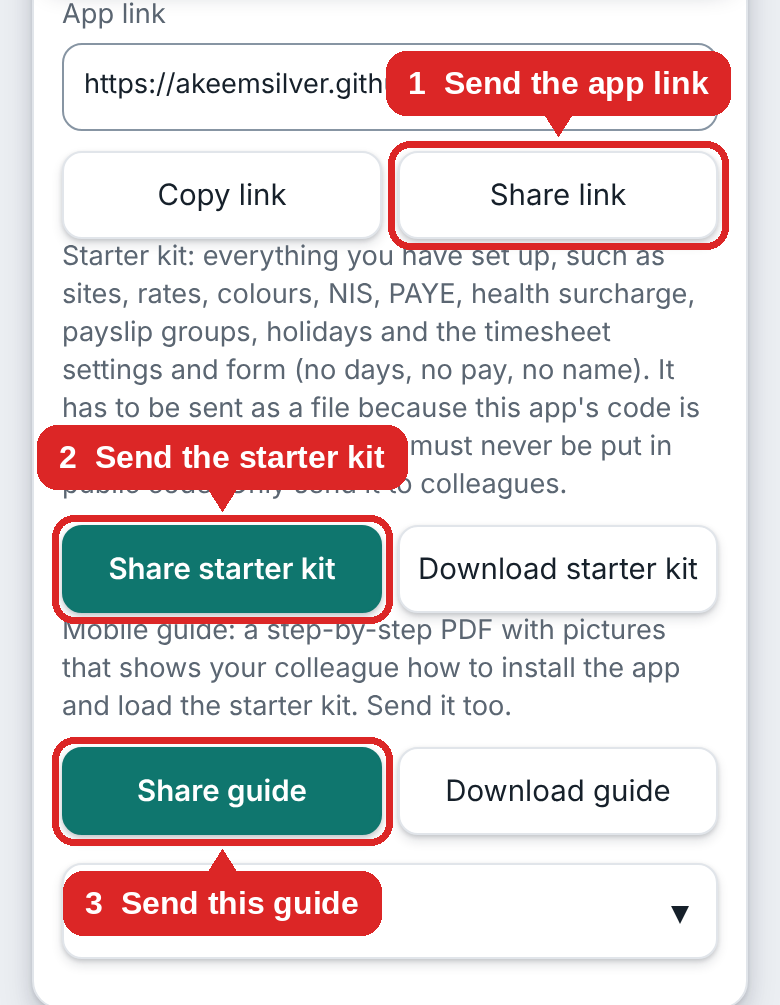 App link
https://akeemsilver.gith
1 Send the app link
Copy link
Share link
Starter kit: everything you have set up, such as
sites, rates, colours, NIS, PAYE, health surcharge,
payslip groups, holidays and the timesheet
settings and form (no days, no pay, no name). It
has to be sent as a file because this app's code is
2 Send the starter kit
must never be put in
public code. Only send it to colleagues.
Share starter kit
Download starter kit
Mobile guide: a step-by-step PDF with pictures
that shows your colleague how to install the app
and load the starter kit. Send it too.
Share guide
Download guide
3 Send this guide
▼